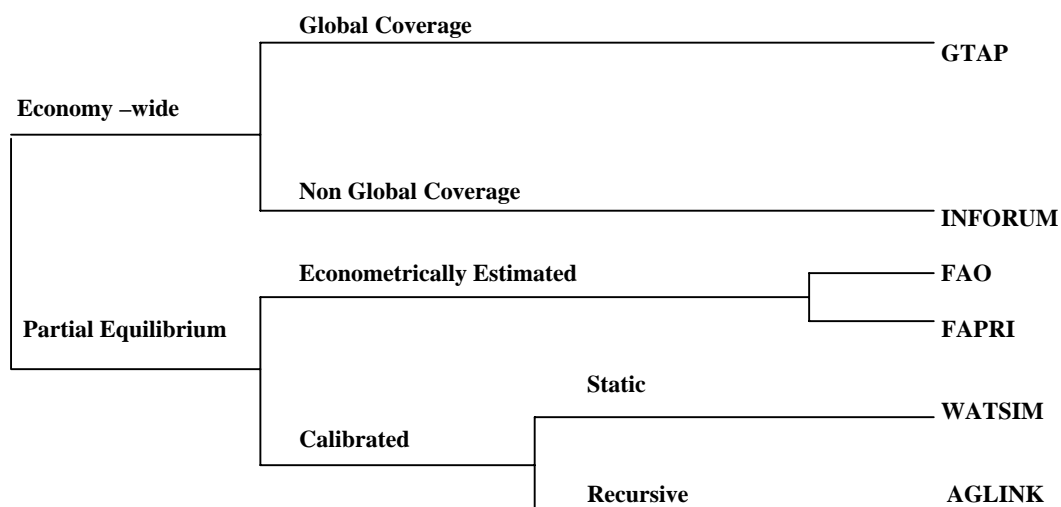 Global Coverage
GTAP
Economy –wide
Non Global Coverage
INFORUM
Econometrically Estimated
FAO
Partial Equilibrium
FAPRI
Static
WATSIM
Calibrated
Recursive
AGLINK